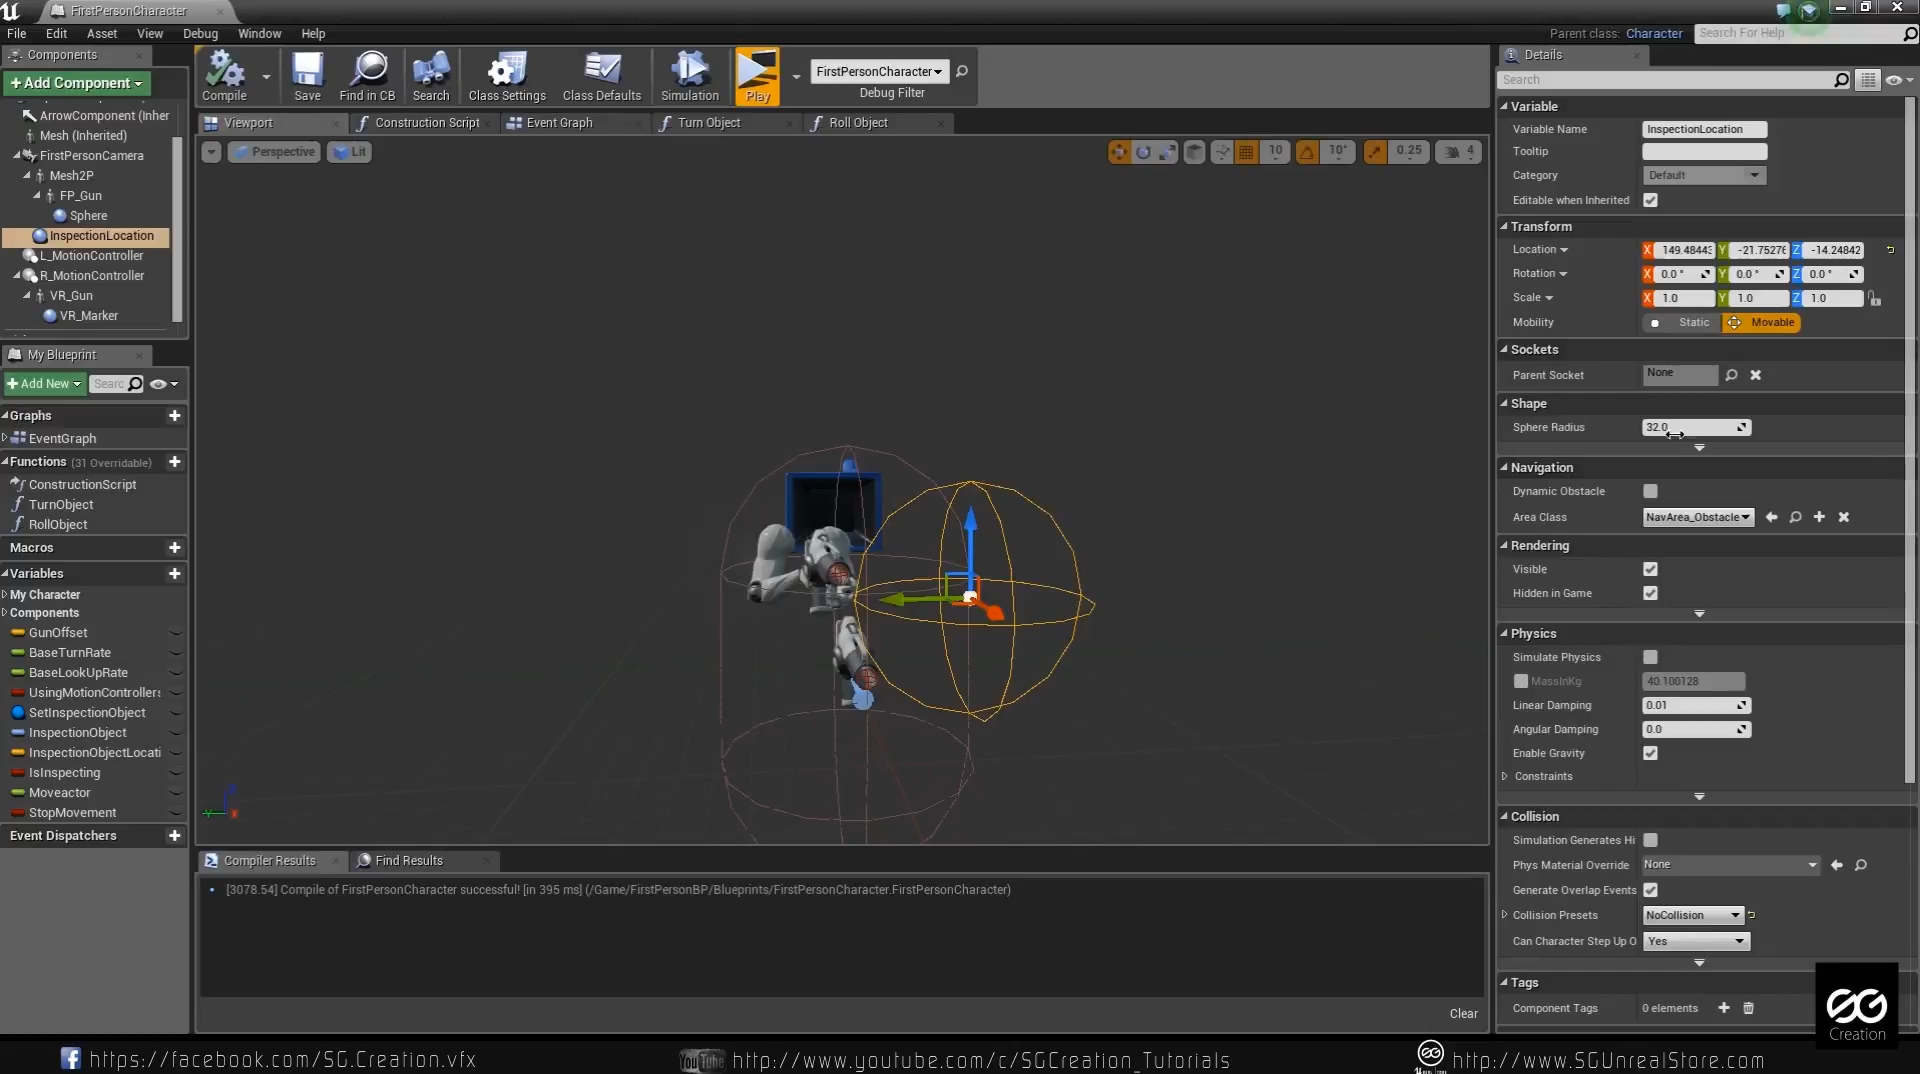 FirstPersonCharacter
File Edit Asset View Debug Window Help
Parent class: Character
Search For Help
Components
Add Component
ArrowComponent (Inher
Mesh (Inherited)
FirstPersonCamera
Mesh2P
FP_Gun
Sphere
InspectionLocation
L_MotionController
R_MotionController
VR_Gun
VR_Marker
My Blueprint
+ Add New
Searc
Graphs
EventGraph
Functions (31 Overridable)
ConstructionScript
TurnObject
RollObject
Macros
Variables
My Character
Components
GunOffset
BaseTurnRate
BaseLookUpRate
UsingMotionControllers
SetInspectionObject
InspectionObject
InspectionObjectLocati
IsInspecting
Moveactor
StopMovement
Event Dispatchers
Compile
Save
Find in CB
Search
Class Settings
Class Defaults
Simulation
Play
FirstPersonCharacter
Debug Filter
Viewport
Construction Script
Event Graph
Turn Object
Roll Object
Perspective
Lit
10
10°
0.25
4
Compiler Results
Find Results
[3078.54] Compile of FirstPersonCharacter successful! [in 395 ms] (/Game/FirstPersonBP/Blueprints/FirstPersonCharacter.FirstPersonCharacter)
Clear
Details
Search
Variable
Variable Name InspectionLocation
Tooltip
Category Default
Editable when Inherited
Transform
Location X 149.48443 Y -21.75276 Z -14.24842
Rotation X 0.0 ° Y 0.0 ° Z 0.0 °
Scale X 1.0 Y 1.0 Z 1.0
Mobility Static Movable
Sockets
Parent Socket None
Shape
Sphere Radius 32.0
Navigation
Dynamic Obstacle
Area Class NavArea_Obstacle
Rendering
Visible
Hidden in Game
Physics
Simulate Physics
MassInKg 40.100128
Linear Damping 0.01
Angular Damping 0.0
Enable Gravity
Constraints
Collision
Simulation Generates Hi
Phys Material Override None
Generate Overlap Events
Collision Presets NoCollision
Can Character Step Up O Yes
Tags
Component Tags 0 elements
SG
Creation
https://facebook.com/SG.Creation.vfx
You Tube
http://www.youtube.com/c/SGCreation_Tutorials
http://www.SGUnrealStore.com